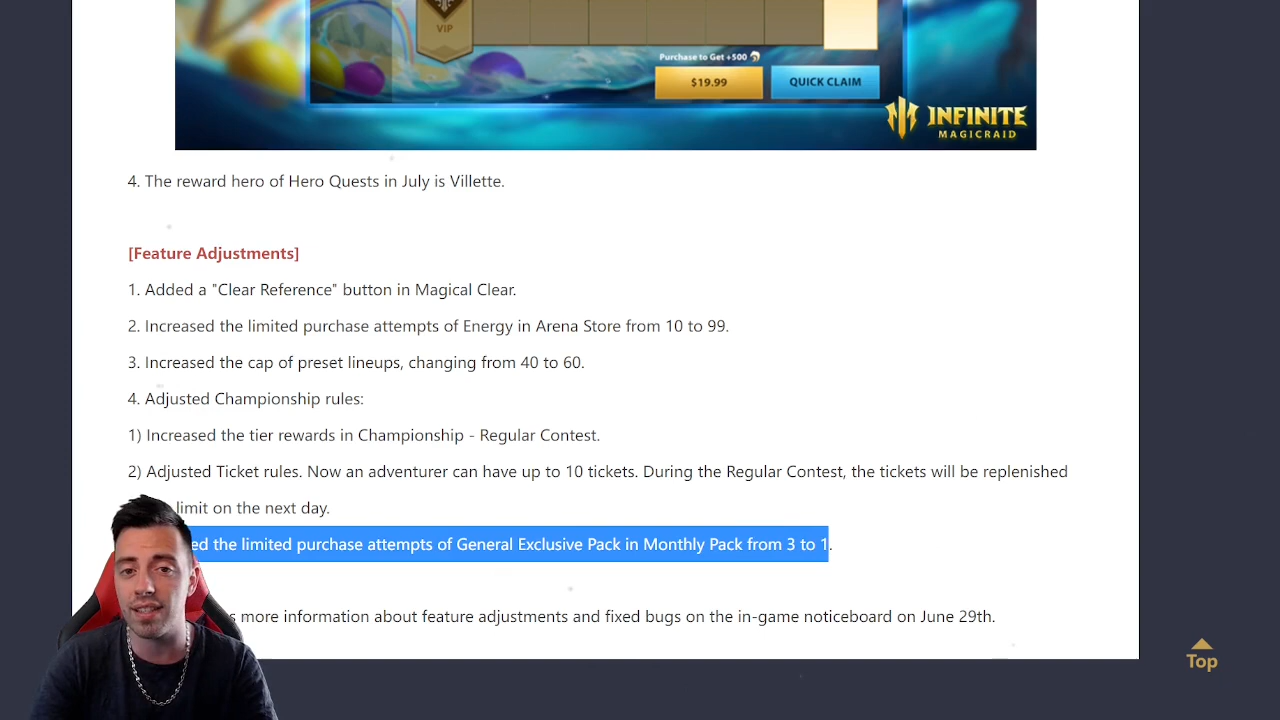 VIP
Purchase to Get +500
$19.99
QUICK CLAIM
INFINITE
MAGICRAID
4. The reward hero of Hero Quests in July is Villette.
[Feature Adjustments]
1. Added a "Clear Reference" button in Magical Clear.
2. Increased the limited purchase attempts of Energy in Arena Store from 10 to 99.
3. Increased the cap of preset lineups, changing from 40 to 60.
4. Adjusted Championship rules:
1) Increased the tier rewards in Championship - Regular Contest.
2) Adjusted Ticket rules. Now an adventurer can have up to 10 tickets. During the Regular Contest, the tickets will be replenished
limit on the next day.
ed the limited purchase attempts of General Exclusive Pack in Monthly Pack from 3 to 1.
s more information about feature adjustments and fixed bugs on the in-game noticeboard on June 29th.
Top